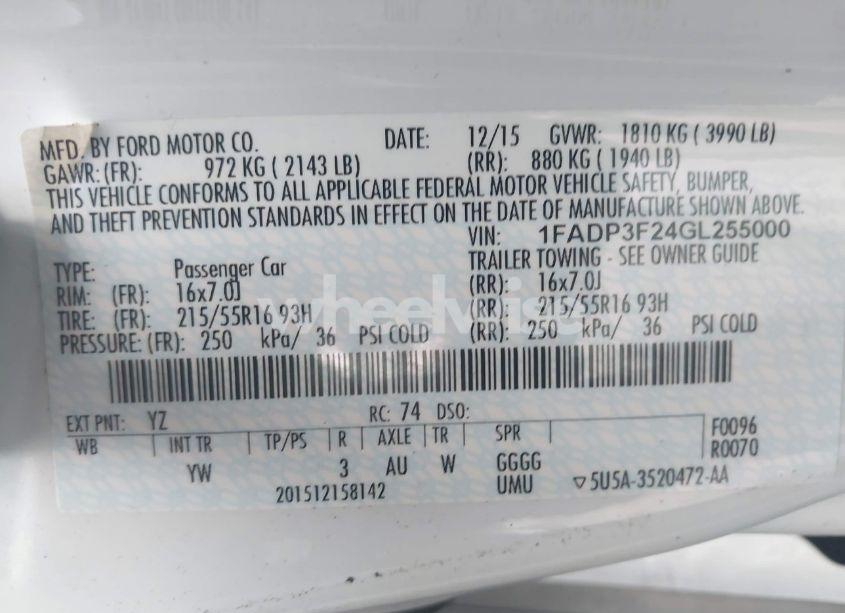 MFD. BY FORD MOTOR CO. DATE: 12/15 GVWR: 1810 KG ( 3990 LB)
GAWR: (FR): 972 KG ( 2143 LB) (RR): 880 KG ( 1940 LB)
THIS VEHICLE CONFORMS TO ALL APPLICABLE FEDERAL MOTOR VEHICLE SAFETY, BUMPER,
AND THEFT PREVENTION STANDARDS IN EFFECT ON THE DATE OF MANUFACTURE SHOWN ABOVE.
VIN: 1FADP3F24GL255000
TYPE: Passenger Car TRAILER TOWING - SEE OWNER GUIDE
RIM: (FR): 16x7.0J (RR): 16x7.0J
TIRE: (FR): 215/55R16 93H (RR): 215/55R16 93H
PRESSURE: (FR): 250 kPa/ 36 PSI COLD (RR): 250 kPa/ 36 PSI COLD
EXT PNT: YZ RC: 74 DSO:
WB INT TR TP/PS R AXLE TR SPR F0096
R0070
YW 3 AU W GGGG
201512158142 UMU ▽5U5A-3520472-AA